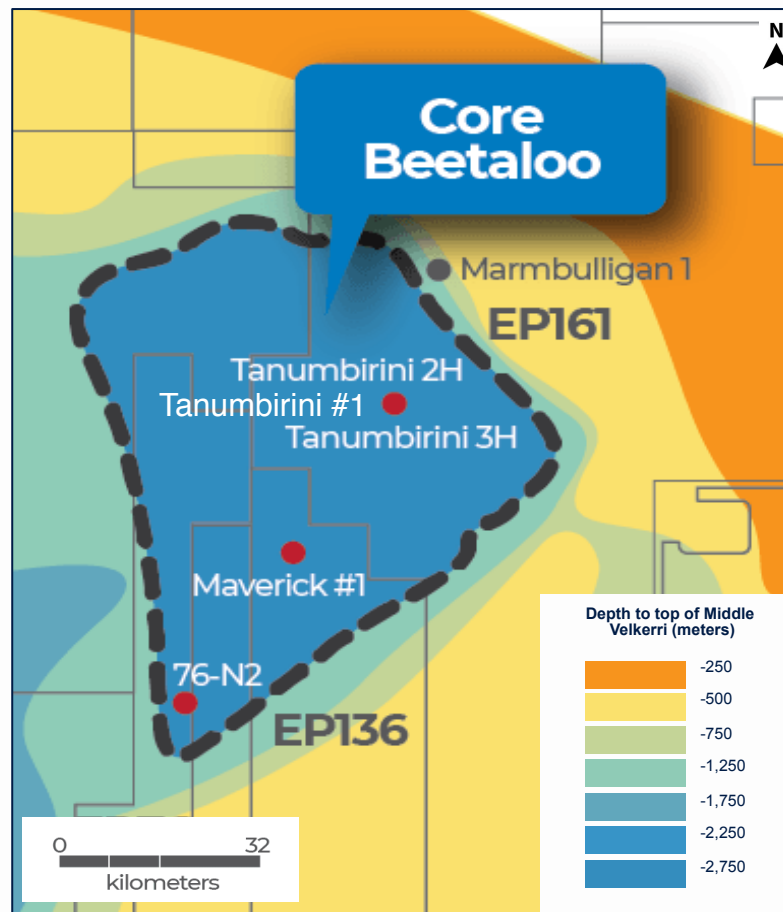 N
Core
Beetaloo
Marmbulligan 1
EP161
Tanumbirini 2H
Tanumbirini #1
Tanumbirini 3H
Maverick #1
76-N2
EP136
Depth to top of Middle
Velkerri (meters)
-250
-500
-750
-1,250
-1,750
-2,250
-2,750
0 32
kilometers